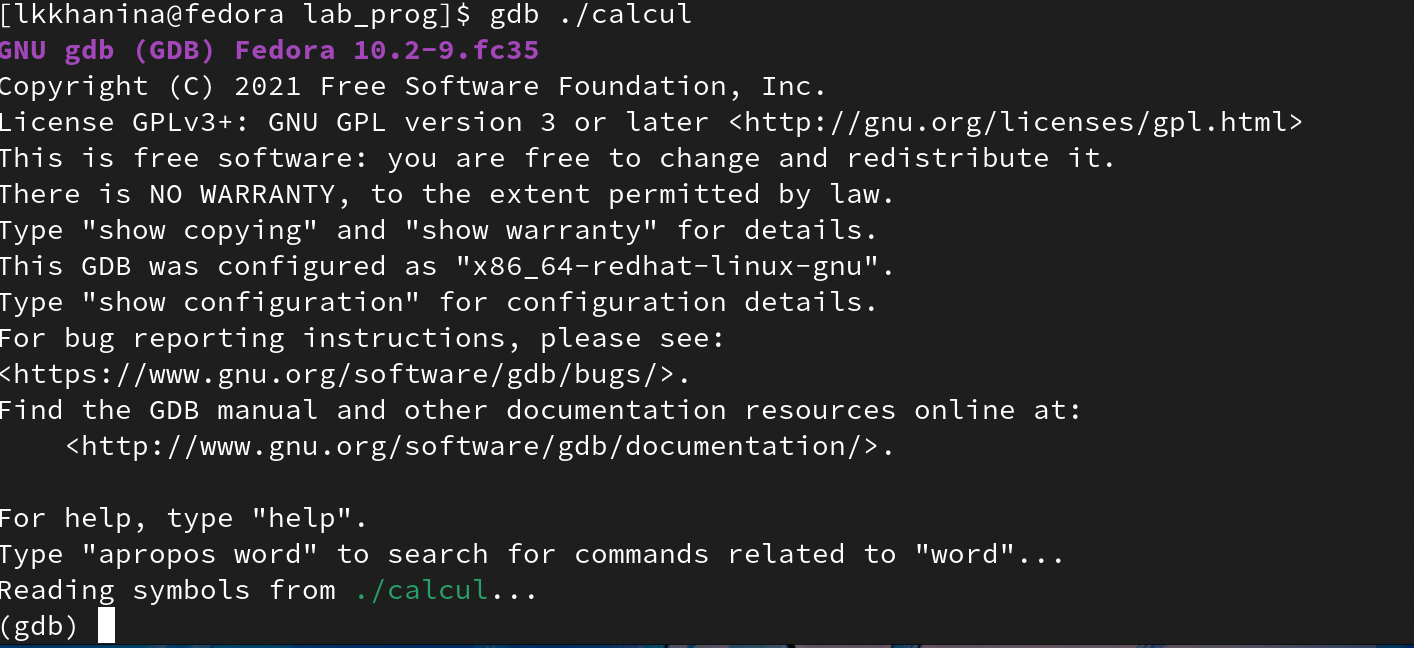 [lkkhanina@fedora lab_prog]$ gdb ./calcul
GNU gdb (GDB) Fedora 10.2-9.fc35
Copyright (C) 2021 Free Software Foundation, Inc.
License GPLv3+: GNU GPL version 3 or later <http://gnu.org/licenses/gpl.html>
This is free software: you are free to change and redistribute it.
There is NO WARRANTY, to the extent permitted by law.
Type "show copying" and "show warranty" for details.
This GDB was configured as "x86_64-redhat-linux-gnu".
Type "show configuration" for configuration details.
For bug reporting instructions, please see:
<https://www.gnu.org/software/gdb/bugs/>.
Find the GDB manual and other documentation resources online at:
    <http://www.gnu.org/software/gdb/documentation/>.

For help, type "help".
Type "apropos word" to search for commands related to "word"...
Reading symbols from ./calcul...
(gdb)